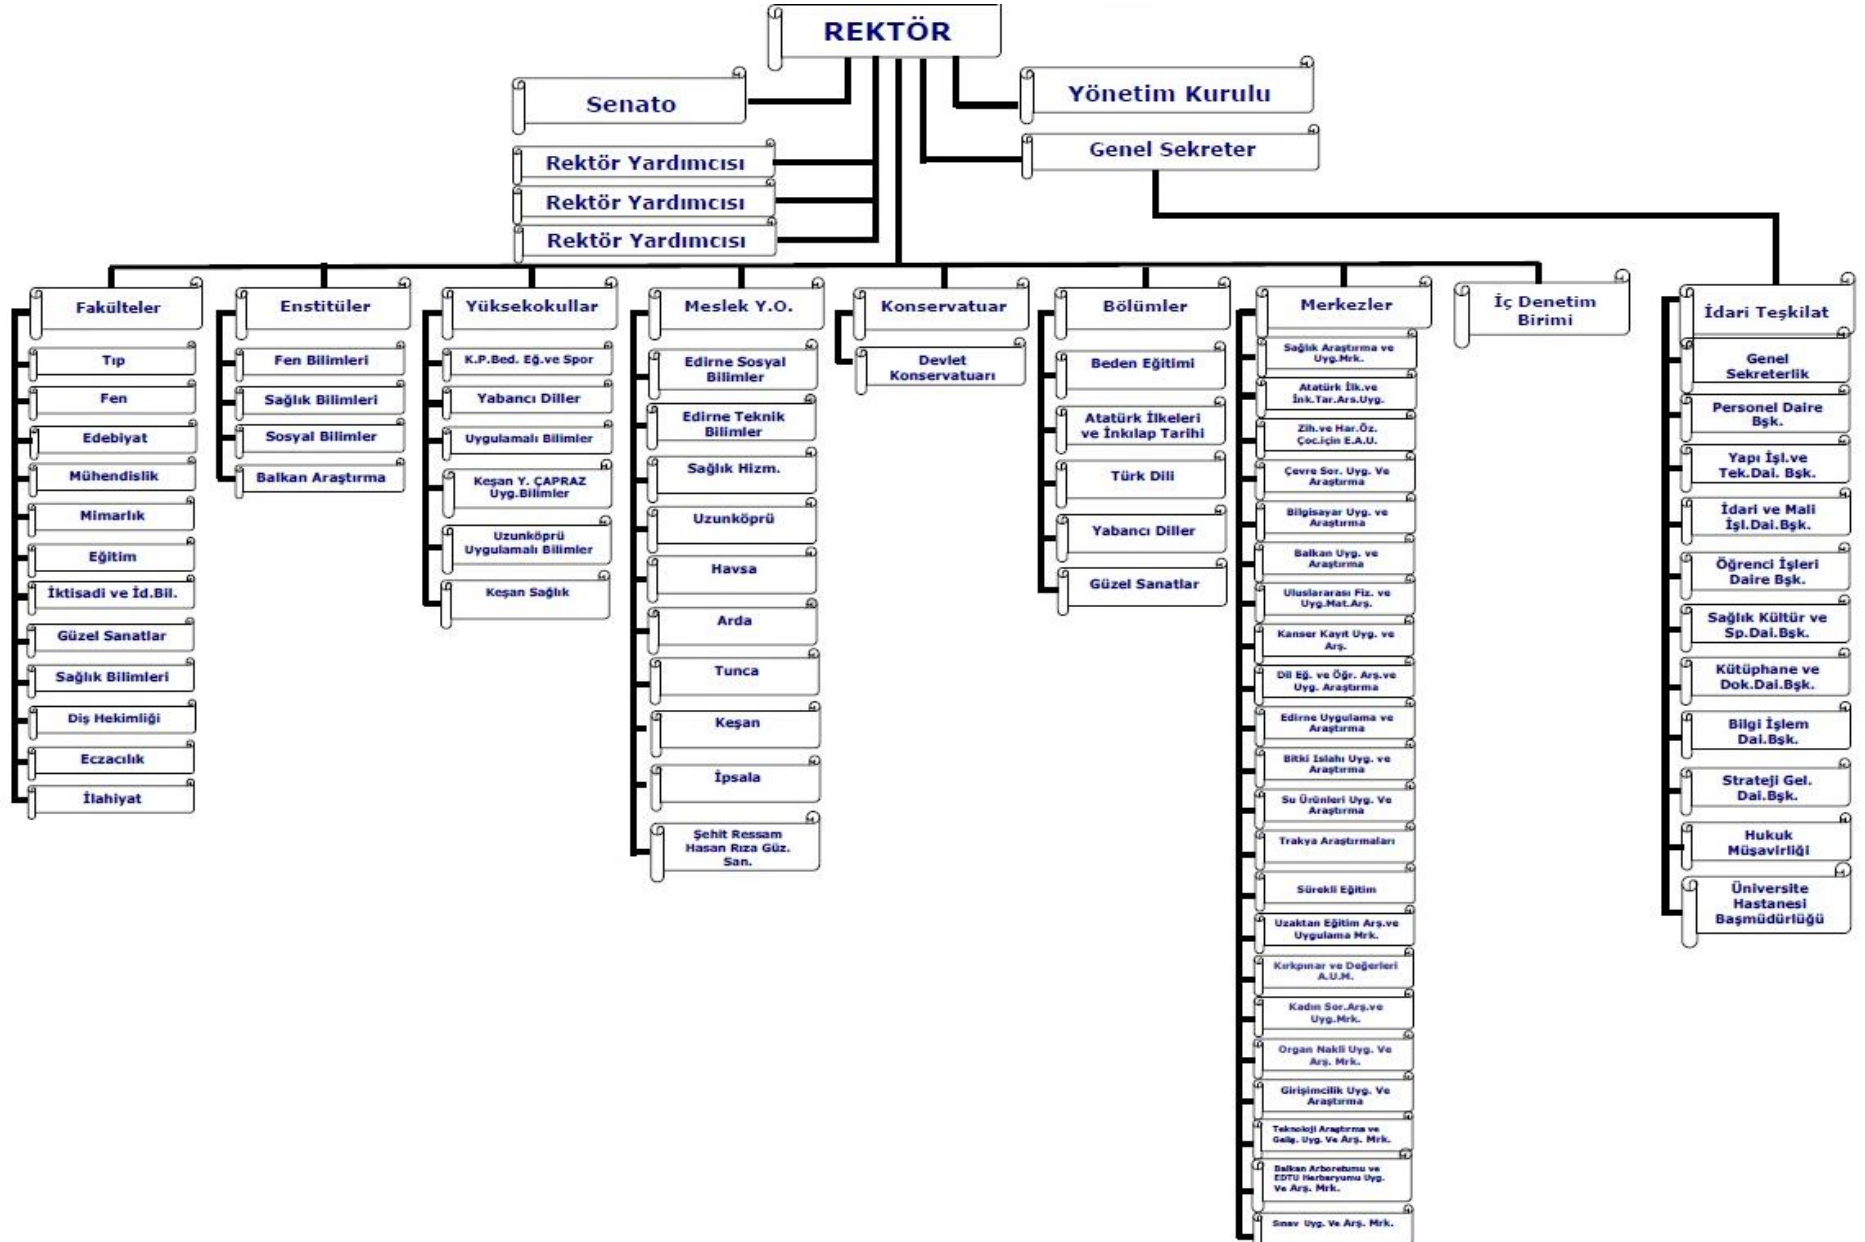 REKTÖR
Senato
Yönetim Kurulu
Rektör Yardımcısı
Rektör Yardımcısı
Rektör Yardımcısı
Genel Sekreter
Fakülteler
Tıp
Fen
Edebiyat
Mühendislik
Mimarlık
Eğitim
İktisadi ve İd.Bil.
Güzel Sanatlar
Sağlık Bilimleri
Diş Hekimliği
Eczacılık
İlahiyat
Enstitüler
Fen Bilimleri
Sağlık Bilimleri
Sosyal Bilimler
Balkan Araştırma
Yüksekokullar
K.P.Bed. Eğ.ve Spor
Yabancı Diller
Uygulamalı Bilimler
Keşan Y. ÇAPRAZ
Uyg.Bilimler
Uzunköprü
Uygulamalı Bilimler
Keşan Sağlık
Meslek Y.O.
Edirne Sosyal
Bilimler
Edirne Teknik
Bilimler
Sağlık Hizm.
Uzunköprü
Havsa
Arda
Tunca
Keşan
İpsala
Şehit Ressam
Hasan Rıza Güz.
San.
Konservatuar
Devlet
Konservatuarı
Bölümler
Beden Eğitimi
Atatürk İlkeleri
ve İnkılap Tarihi
Türk Dili
Yabancı Diller
Güzel Sanatlar
Merkezler
Sağlık Araştırma ve
Uyg.Mrk.
Atatürk İlk.ve
İnk.Tar.Ars.Uyg.
Zih.ve Har.Öz.
Çoc.için E.A.U.
Çevre Sor. Uyg. Ve
Araştırma
Bilgisayar Uyg. ve
Araştırma
Balkan Uyg. ve
Araştırma
Uluslararası Fiz. ve
Uyg.Mat.Arş.
Kanser Kayıt Uyg. ve
Arş.
Dil Eğ. ve Öğr. Arş.ve
Uyg. Araştırma
Edirne Uygulama ve
Araştırma
Bitki Islahı Uyg. ve
Araştırma
Su Ürünleri Uyg. Ve
Araştırma
Trakya Araştırmaları
Sürekli Eğitim
Uzaktan Eğitim Arş.ve
Uygulama Mrk.
Kırkpınar ve Değerleri
A.U.M.
Kadın Sor.Arş.ve
Uyg.Mrk.
Organ Nakli Uyg. Ve
Arş. Mrk.
Girişimcilik Uyg. Ve
Araştırma
Teknoloji Araştırma ve
Geliş. Uyg. Ve Arş. Mrk.
Balkan Arboretumu ve
EDTU Herbaryumu Uyg.
Ve Arş. Mrk.
Sınav Uyg. Ve Arş. Mrk.
İç Denetim
Birimi
İdari Teşkilat
Genel
Sekreterlik
Personel Daire
Bşk.
Yapı İşl.ve
Tek.Dai. Bşk.
İdari ve Mali
İşl.Dai.Bşk.
Öğrenci İşleri
Daire Bşk.
Sağlık Kültür ve
Sp.Dai.Bşk.
Kütüphane ve
Dok.Dai.Bşk.
Bilgi İşlem
Dai.Bşk.
Strateji Gel.
Dai.Bşk.
Hukuk
Müşavirliği
Üniversite
Hastanesi
Başmüdürlüğü